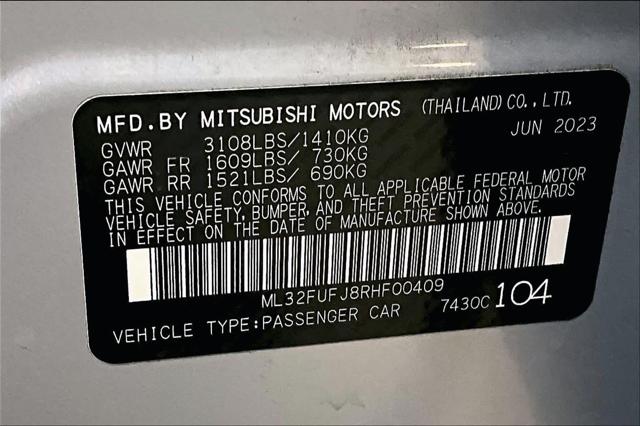 MFD.BY MITSUBISHI MOTORS (THAILAND) CO., LTD.
JUN 2023
GVWR 3108LBS/1410KG
GAWR FR 1609LBS/ 730KG
GAWR RR 1521LBS/ 690KG
THIS VEHICLE CONFORMS TO ALL APPLICABLE FEDERAL MOTOR
VEHICLE SAFETY, BUMPER, AND THEFT PREVENTION STANDARDS
IN EFFECT ON THE DATE OF MANUFACTURE SHOWN ABOVE.
ML32FUFJ8RHF00409
VEHICLE TYPE:PASSENGER CAR 7430C 104